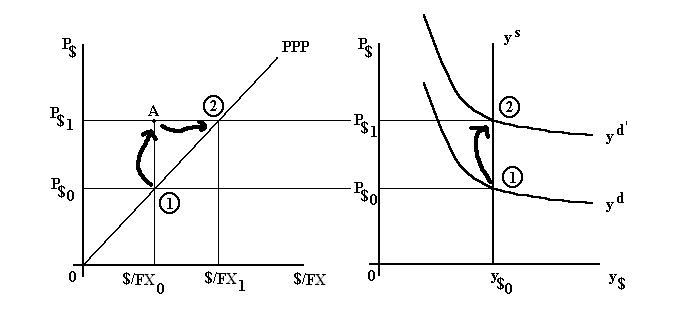 P$
PPP
A
②
P$1
P$0
①
0
$/FX0
$/FX1
$/FX
P$
yˢ
②
P$1
yᵈ'
①
P$0
yᵈ
0
y$0
y$